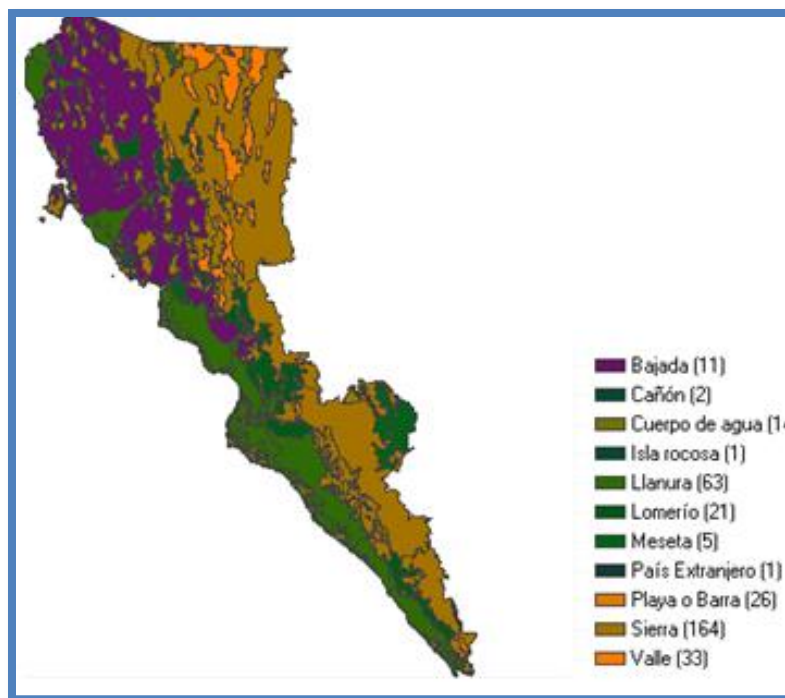 Bajada (11)
Cañón (2)
Cuerpo de agua (14
Isla rocosa (1)
Llanura (63)
Lomerío (21)
Meseta (5)
País Extranjero (1)
Playa o Barra (26)
Sierra (164)
Valle (33)